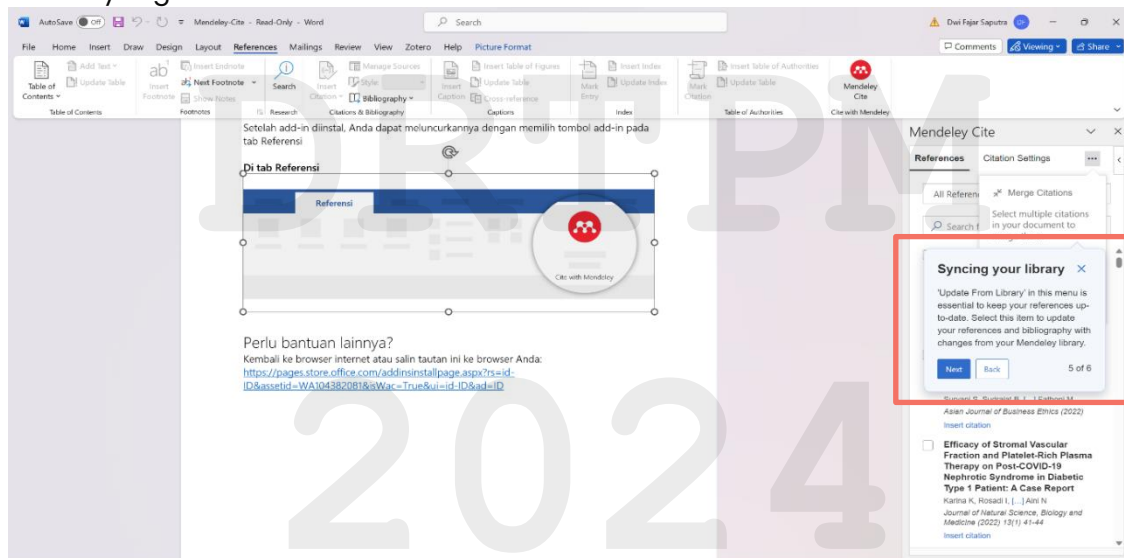 AutoSave Off Mendeley-Cite - Read-Only - Word Search Dwi Fajar Saputra
File Home Insert Draw Design Layout References Mailings Review View Zotero Help Picture Format Comments Viewing Share
Table of Contents
Add Text
Update Table
Table of Contents
Insert Footnote
Insert Endnote
Next Footnote
Show Notes
Footnotes
Search
Research
Insert Citation
Manage Sources
Style:
Bibliography
Citations & Bibliography
Insert Caption
Insert Table of Figures
Update Table
Cross-reference
Captions
Mark Entry
Insert Index
Update Index
Index
Mark Citation
Insert Table of Authorities
Update Table
Table of Authorities
Mendeley Cite
Cite with Mendeley
Setelah add-in diinstal, Anda dapat meluncurkannya dengan memilih tombol add-in pada
tab Referensi
Di tab Referensi
Referensi
Cite with Mendeley
Perlu bantuan lainnya?
Kembali ke browser internet atau salin tautan ini ke browser Anda:
https://pages.store.office.com/addinsinstallpage.aspx?rs=id-
ID&assetid=WA104382081&isWac=True&ui=id-ID&ad=ID
Mendeley Cite
References Citation Settings
All Referen
Merge Citations
Select multiple citations
in your document to
Search f
Syncing your library
'Update From Library' in this menu is
essential to keep your references up-
to-date. Select this item to update
your references and bibliography with
changes from your Mendeley library.
Next Back 5 of 6
Asian Journal of Business Ethics (2022)
Insert citation
Efficacy of Stromal Vascular
Fraction and Platelet-Rich Plasma
Therapy on Post-COVID-19
Nephrotic Syndrome in Diabetic
Type 1 Patient: A Case Report
Karina K, Rosadi I, [...] Aini N
Journal of Natural Science, Biology and
Medicine (2022) 13(1) 41-44
Insert citation
DRTPM
2024